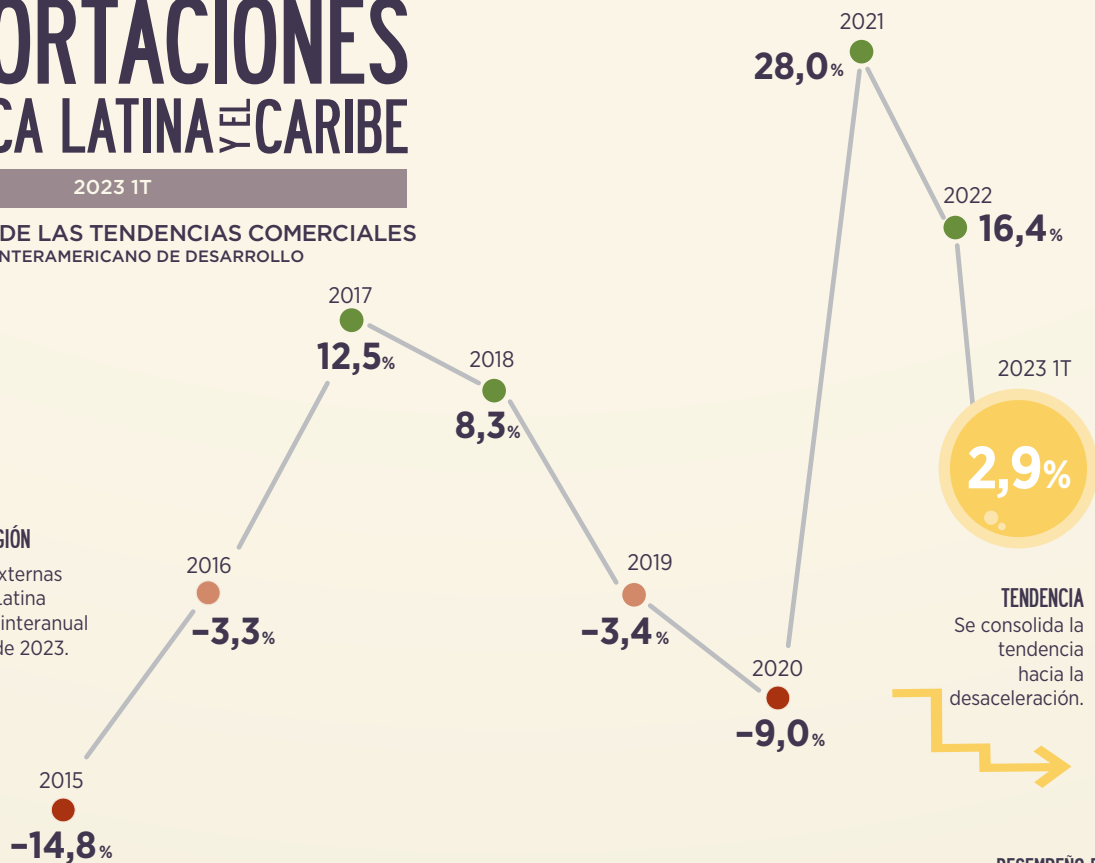 ORTACIONES
CA LATINA Y EL CARIBE
2023 1T
DE LAS TENDENCIAS COMERCIALES
NTERAMERICANO DE DESARROLLO
2021
28,0%
2022
16,4%
2017
12,5%
2018
8,3%
2023 1T
2,9%
GIÓN
xternas
Latina
interanual
de 2023.
2016
–3,3%
2019
–3,4%
2020
–9,0%
TENDENCIA
Se consolida la
tendencia
hacia la
desaceleración.
2015
–14,8%